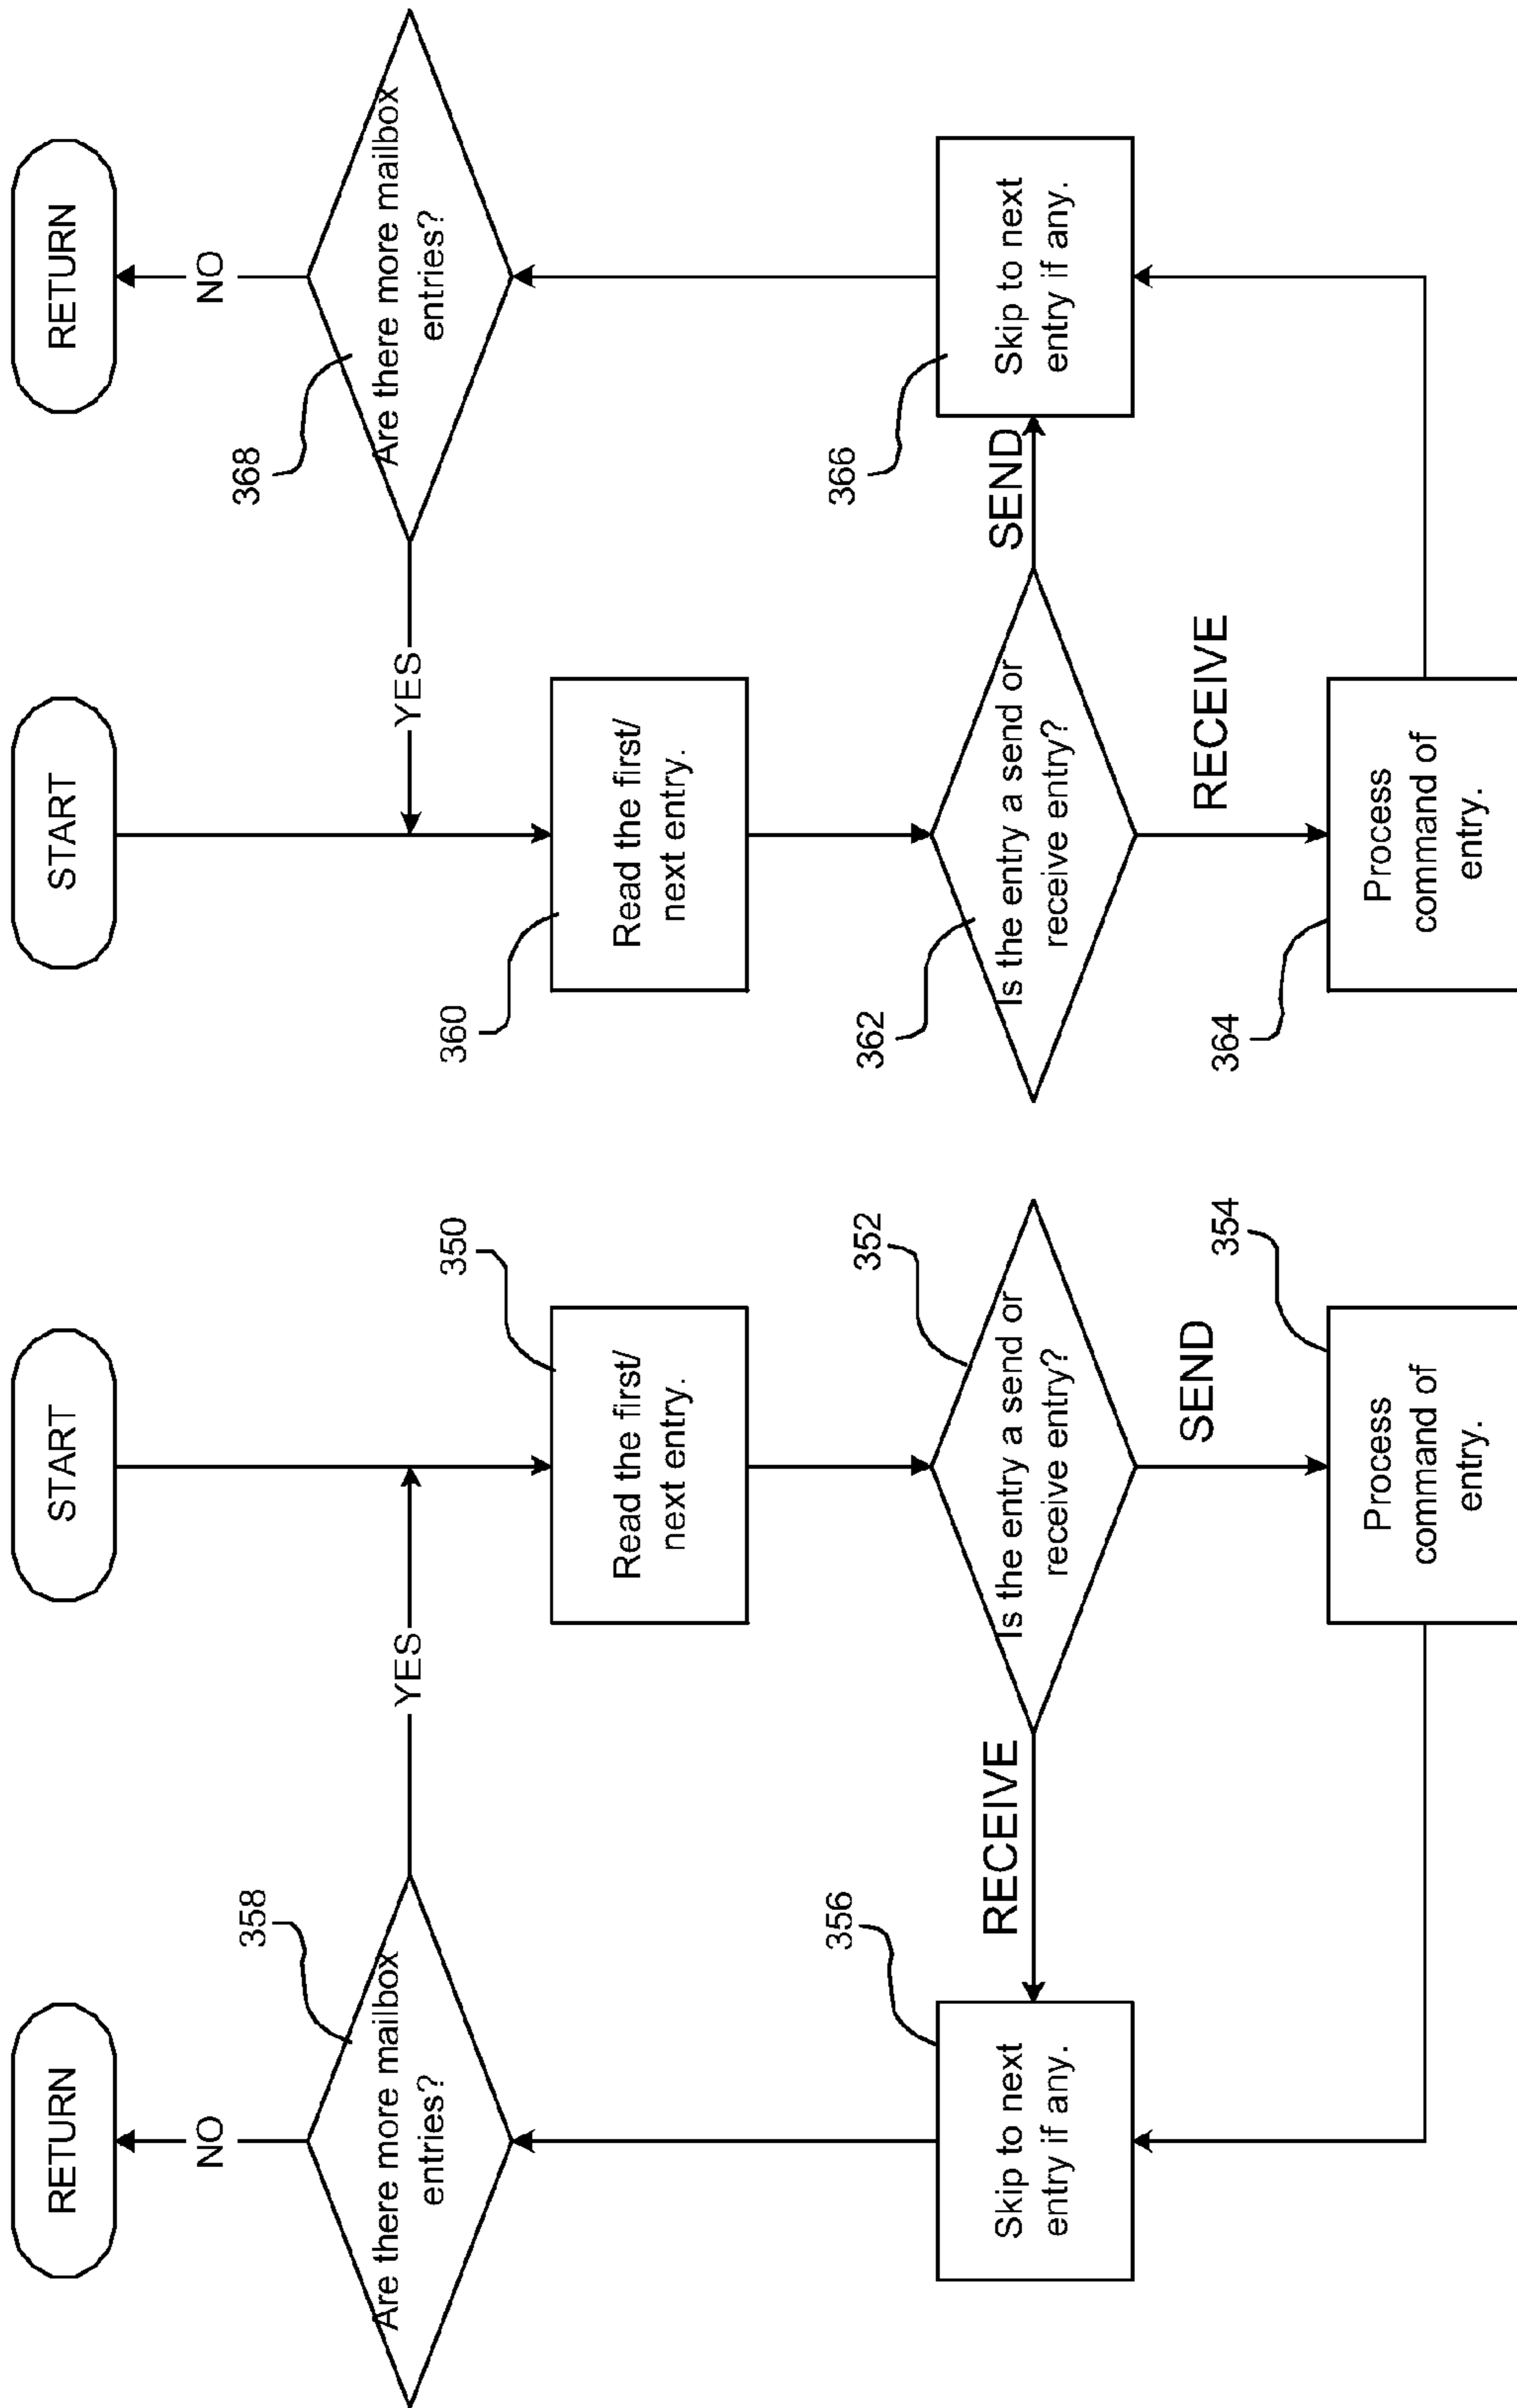 RETURN
NO
Are there more mailbox
entries?
358
YES
START
Read the first/
next entry.
350
Is the entry a send or
receive entry?
352
RECEIVE
SEND
Skip to next
entry if any.
356
Process
command of
entry.
354
START
RETURN
NO
Are there more mailbox
entries?
368
YES
Read the first/
next entry.
360
Is the entry a send or
receive entry?
362
SEND
RECEIVE
Skip to next
entry if any.
366
Process
command of
entry.
364